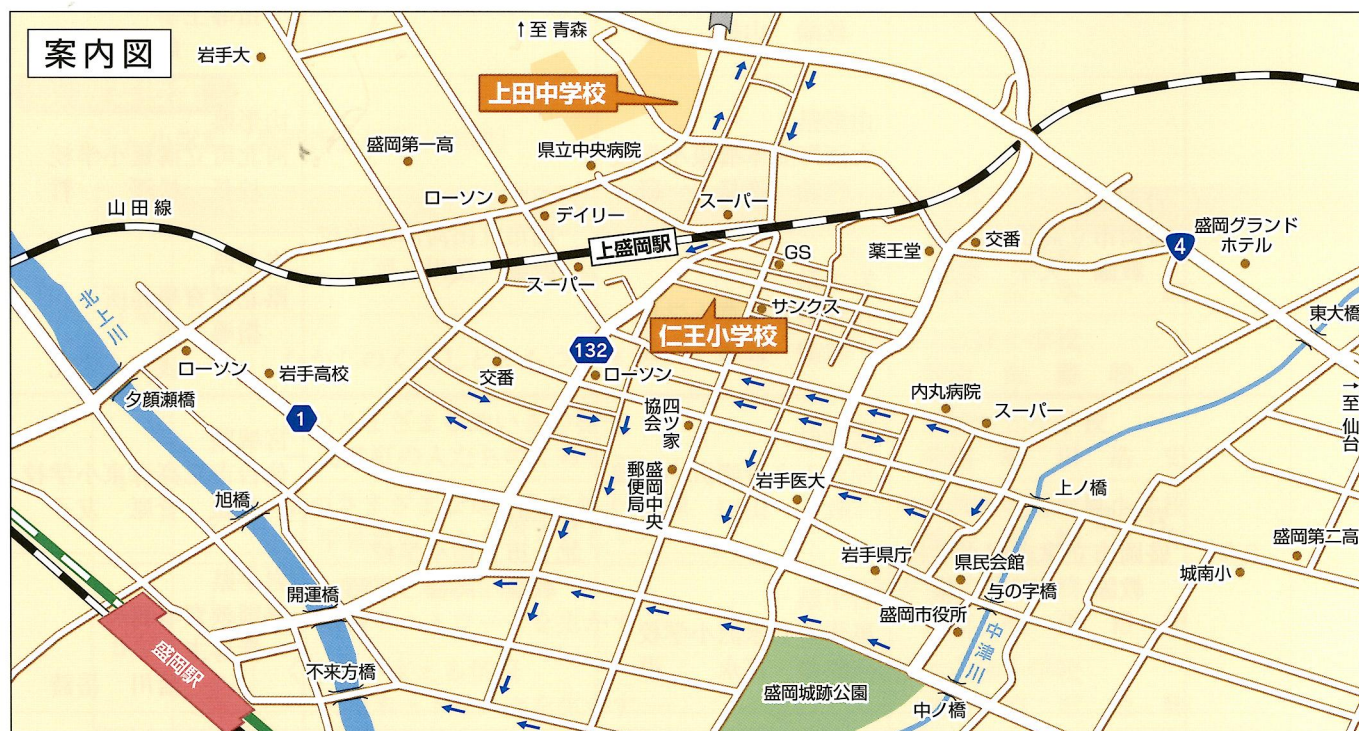 案内図
↑至 青森
岩手大
上田中学校
盛岡第一高
県立中央病院
ローソン
デイリー
スーパー
山田線
上盛岡駅
スーパー
GS
薬王堂
交番
4
盛岡グランド
ホテル
サンクス
仁王小学校
北上川
132
東大橋
ローソン
岩手高校
交番
ローソン
夕顔瀬橋
1
四ツ家
協会
内丸病院
スーパー
→至 仙台
盛岡中央
郵便局
岩手医大
旭橋
上ノ橋
岩手県庁
県民会館
盛岡第二高
城南小
開運橋
与の字橋
盛岡市役所
中津川
盛岡駅
不来方橋
盛岡城跡公園
中ノ橋